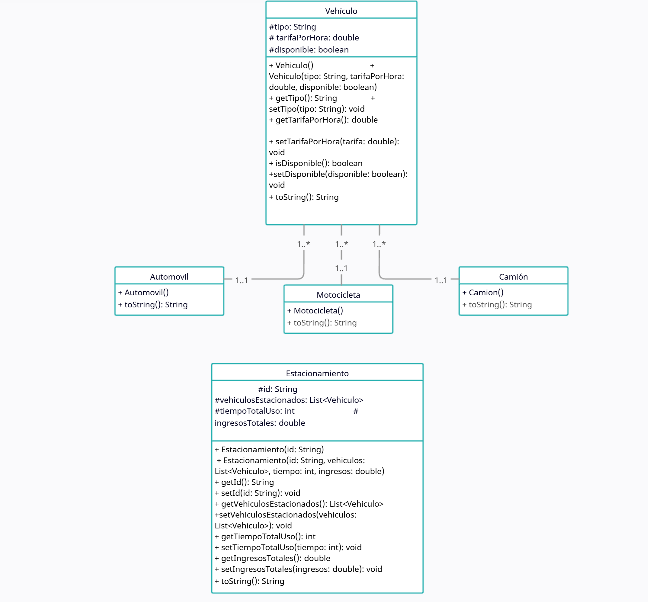 Vehículo
#tipo: String
# tarifaPorHora: double
#disponible: boolean
+ Vehiculo() +
Vehiculo(tipo: String, tarifaPorHora:
double, disponible: boolean)
+ getTipo(): String +
setTipo(tipo: String): void
+ getTarifaPorHora(): double
+ setTarifaPorHora(tarifa: double):
void
+ isDisponible(): boolean
+setDisponible(disponible: boolean):
void
+ toString(): String
1..* 1..* 1..*
1..1 1..1 1..1
Automovil
+ Automovil()
+ toString(): String
Motocicleta
+ Motocicleta()
+ toString(): String
Camión
+ Camion()
+ toString(): String
Estacionamiento
#id: String
#vehiculosEstacionados: List<Vehiculo>
#tiempoTotalUso: int #
ingresosTotales: double
+ Estacionamiento(id: String)
+ Estacionamiento(id: String, vehiculos:
List<Vehiculo>, tiempo: int, ingresos: double)
+ getId(): String
+ setId(id: String): void
+ getVehiculosEstacionados(): List<Vehiculo>
+setVehiculosEstacionados(vehiculos:
List<Vehiculo>): void
+ getTiempoTotalUso(): int
+ setTiempoTotalUso(tiempo: int): void
+ getIngresosTotales(): double
+ setIngresosTotales(ingresos: double): void
+ toString(): String